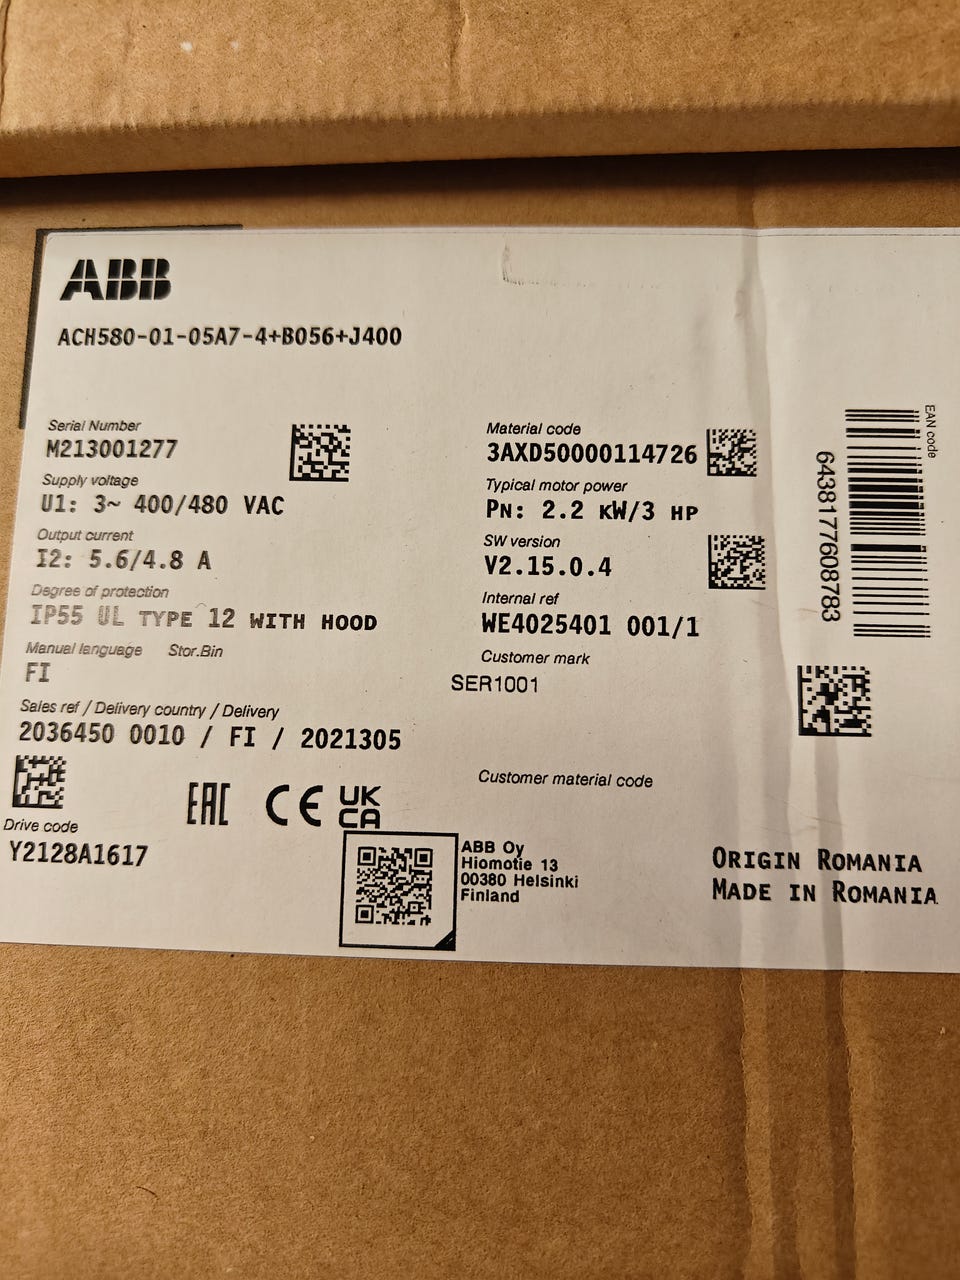 ABB
ACH580-01-05A7-4+B056+J400
Serial Number
M213001277
Supply voltage
U1: 3~ 400/480 VAC
Output current
I2: 5.6/4.8 A
Degree of protection
IP55 UL TYPE 12 WITH HOOD
Manual language Stor.Bin
FI
Sales ref / Delivery country / Delivery
2036450 0010 / FI / 2021305
Drive code
Y2128A1617
EAC CE UK CA
Material code
3AXD50000114726
Typical motor power
PN: 2.2 KW/3 HP
SW version
V2.15.0.4
Internal ref
WE4025401 001/1
Customer mark
SER1001
Customer material code
ABB Oy
Hiomotie 13
00380 Helsinki
Finland
EAN code
6438177608783
ORIGIN ROMANIA
MADE IN ROMANIA